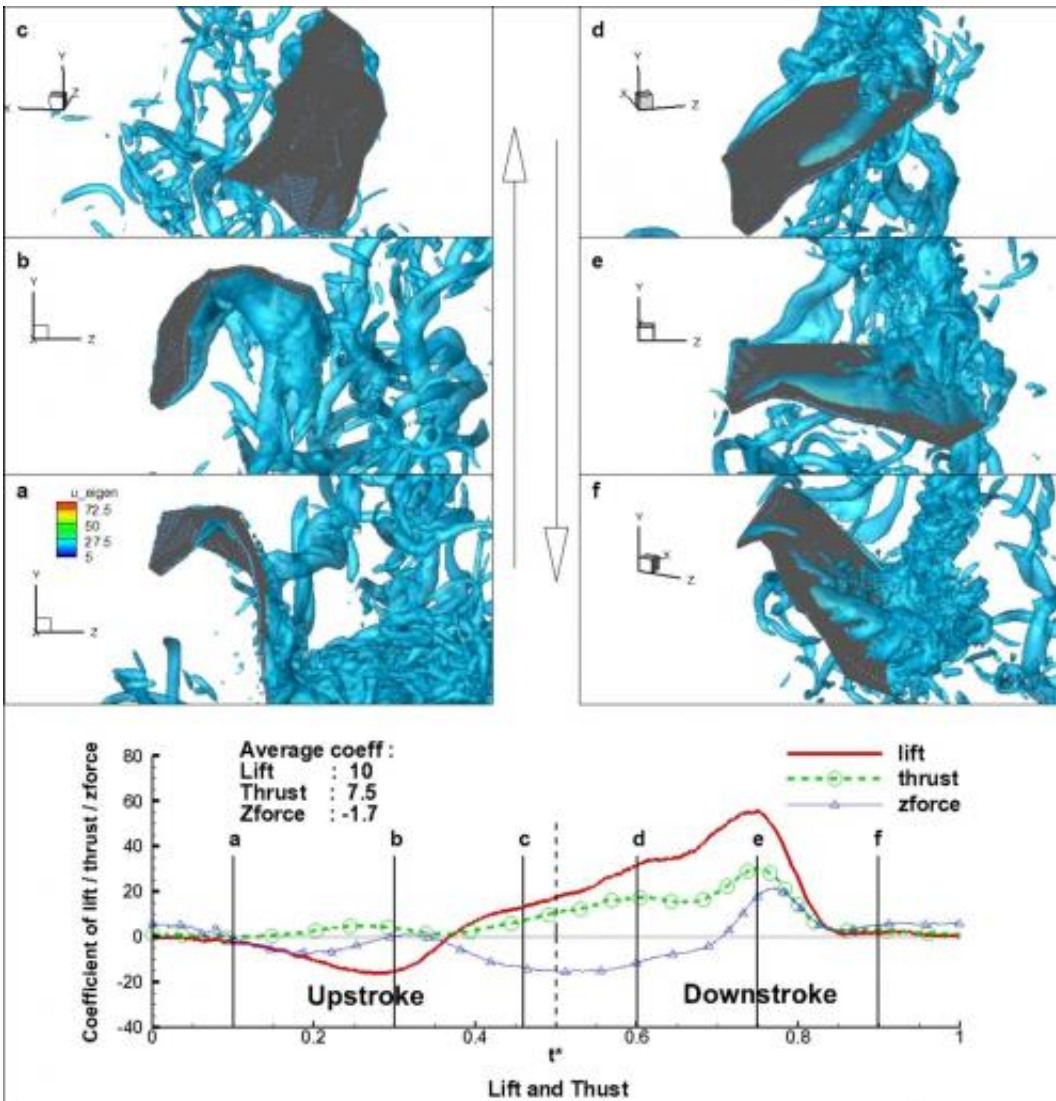 c
Y
Z
X
d
Y
X
Z
b
Y
Z
e
Y
Z
a
u_eigen
72.5
50
27.5
5
Y
Z
f
Y
X
Z
Coefficient of lift / thrust / zforce
80
60
40
20
0
-20
-40
Average coeff :
Lift : 10
Thrust : 7.5
Zforce : -1.7
lift
thrust
zforce
a b c d e f
Upstroke Downstroke
0 0.2 0.4 0.6 0.8 1
t*
Lift and Thust